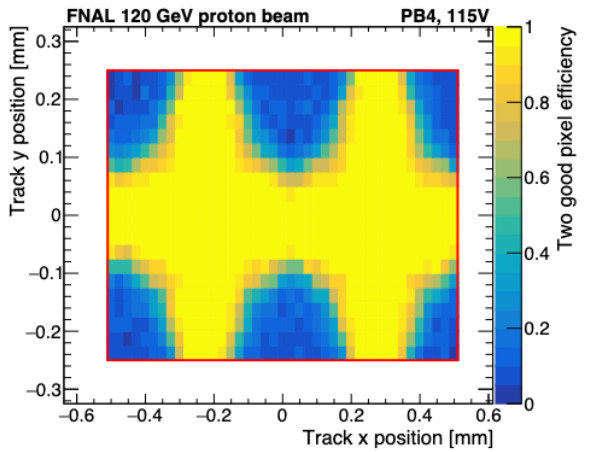 FNAL 120 GeV proton beam PB4, 115V
Track y position [mm]
0.3
0.2
0.1
0
−0.1
−0.2
−0.3
−0.6 −0.4 −0.2 0 0.2 0.4 0.6
Track x position [mm]
1
0.8
0.6
0.4
0.2
0
Two good pixel efficiency